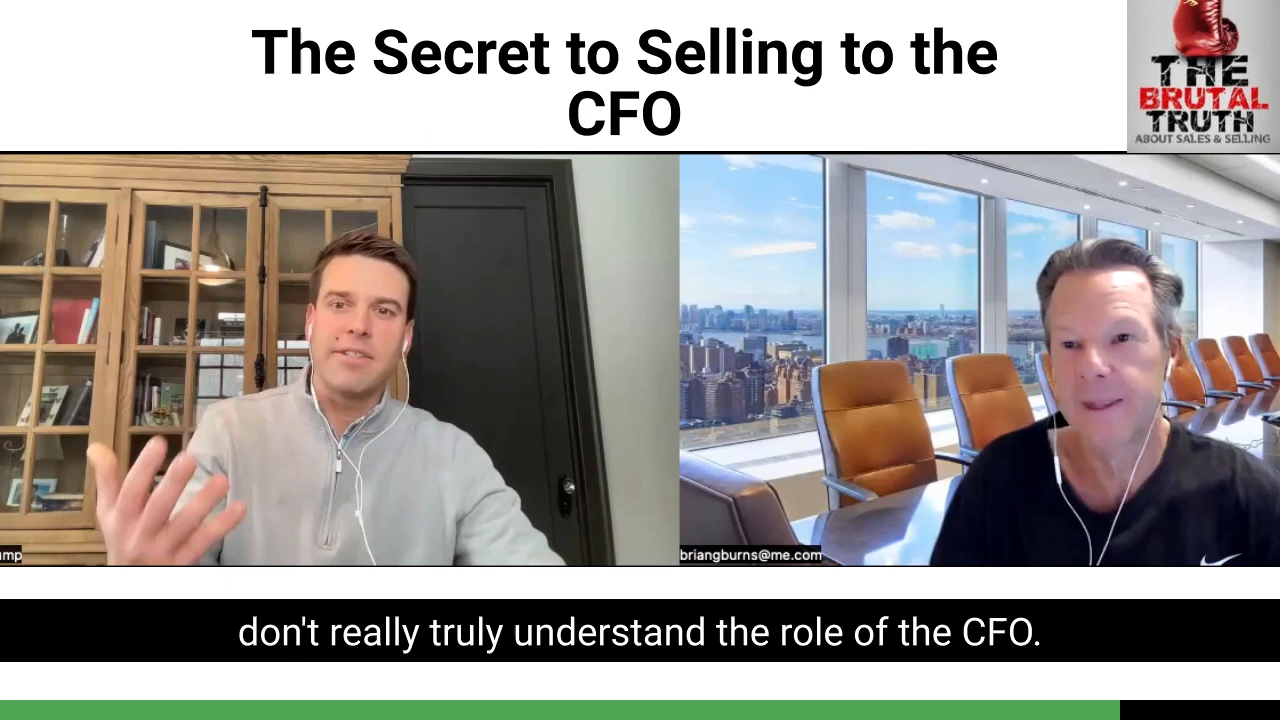 The Secret to Selling to the
CFO
THE
BRUTAL
TRUTH
ABOUT SALES & SELLING
ump
briangburns@me.com
don't really truly understand the role of the CFO.